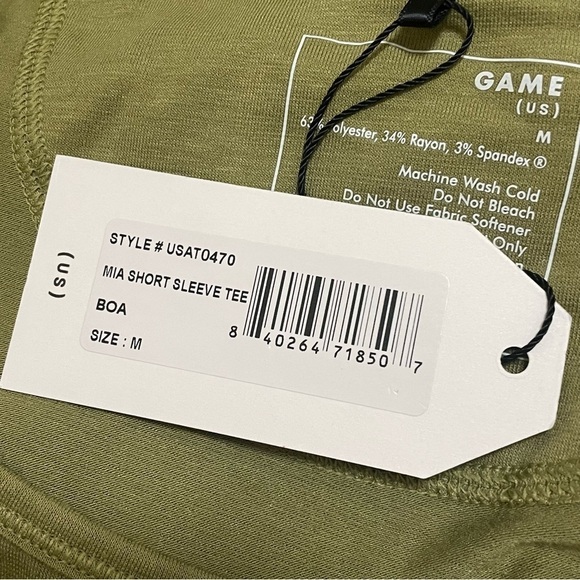 GAME
(US)
M
Polyester, 34% Rayon, 3% Spandex ®
Machine Wash Cold
Do Not Bleach
Do Not Use Fabric Softener
Only
(US)
STYLE # USAT0470
MIA SHORT SLEEVE TEE
BOA
SIZE : M
8 40264 71850 7